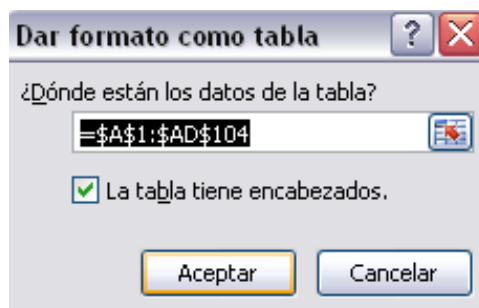 Dar formato como tabla
¿Dónde están los datos de la tabla?
=$A$1:$AD$104
La tabla tiene encabezados.
Aceptar Cancelar